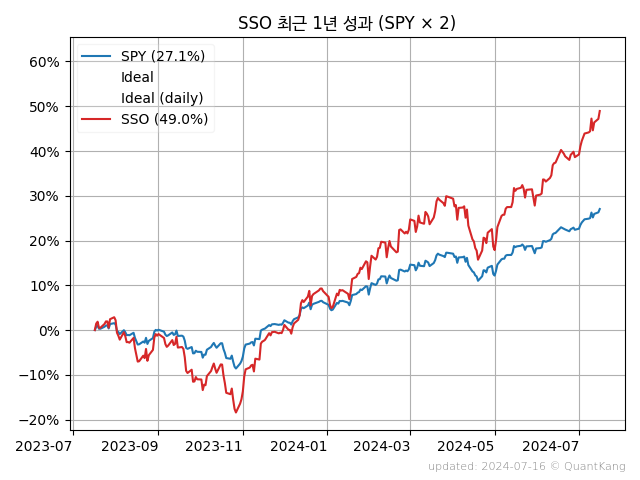 SSO 최근 1년 성과 (SPY × 2)
SPY (27.1%)
Ideal
Ideal (daily)
SSO (49.0%)
60%
50%
40%
30%
20%
10%
0%
−10%
−20%
2023-07 2023-09 2023-11 2024-01 2024-03 2024-05 2024-07
updated: 2024-07-16 © QuantKang